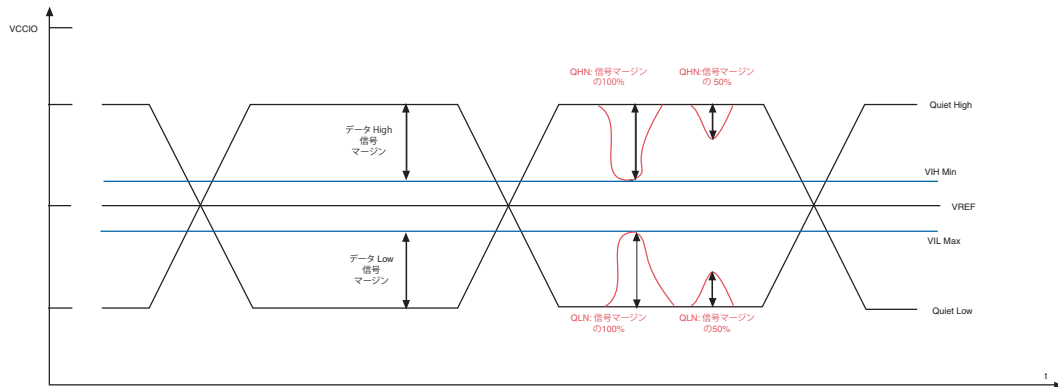 VCCIO
QHN: 信号マージン
の100%
QHN:信号マージン
の 50%
Quiet High
データ High
信号
マージン
VIH Min
VREF
VIL Max
データ Low
信号
マージン
Quiet Low
QLN: 信号マージン
の100%
QLN: 信号マージン
の50%
t